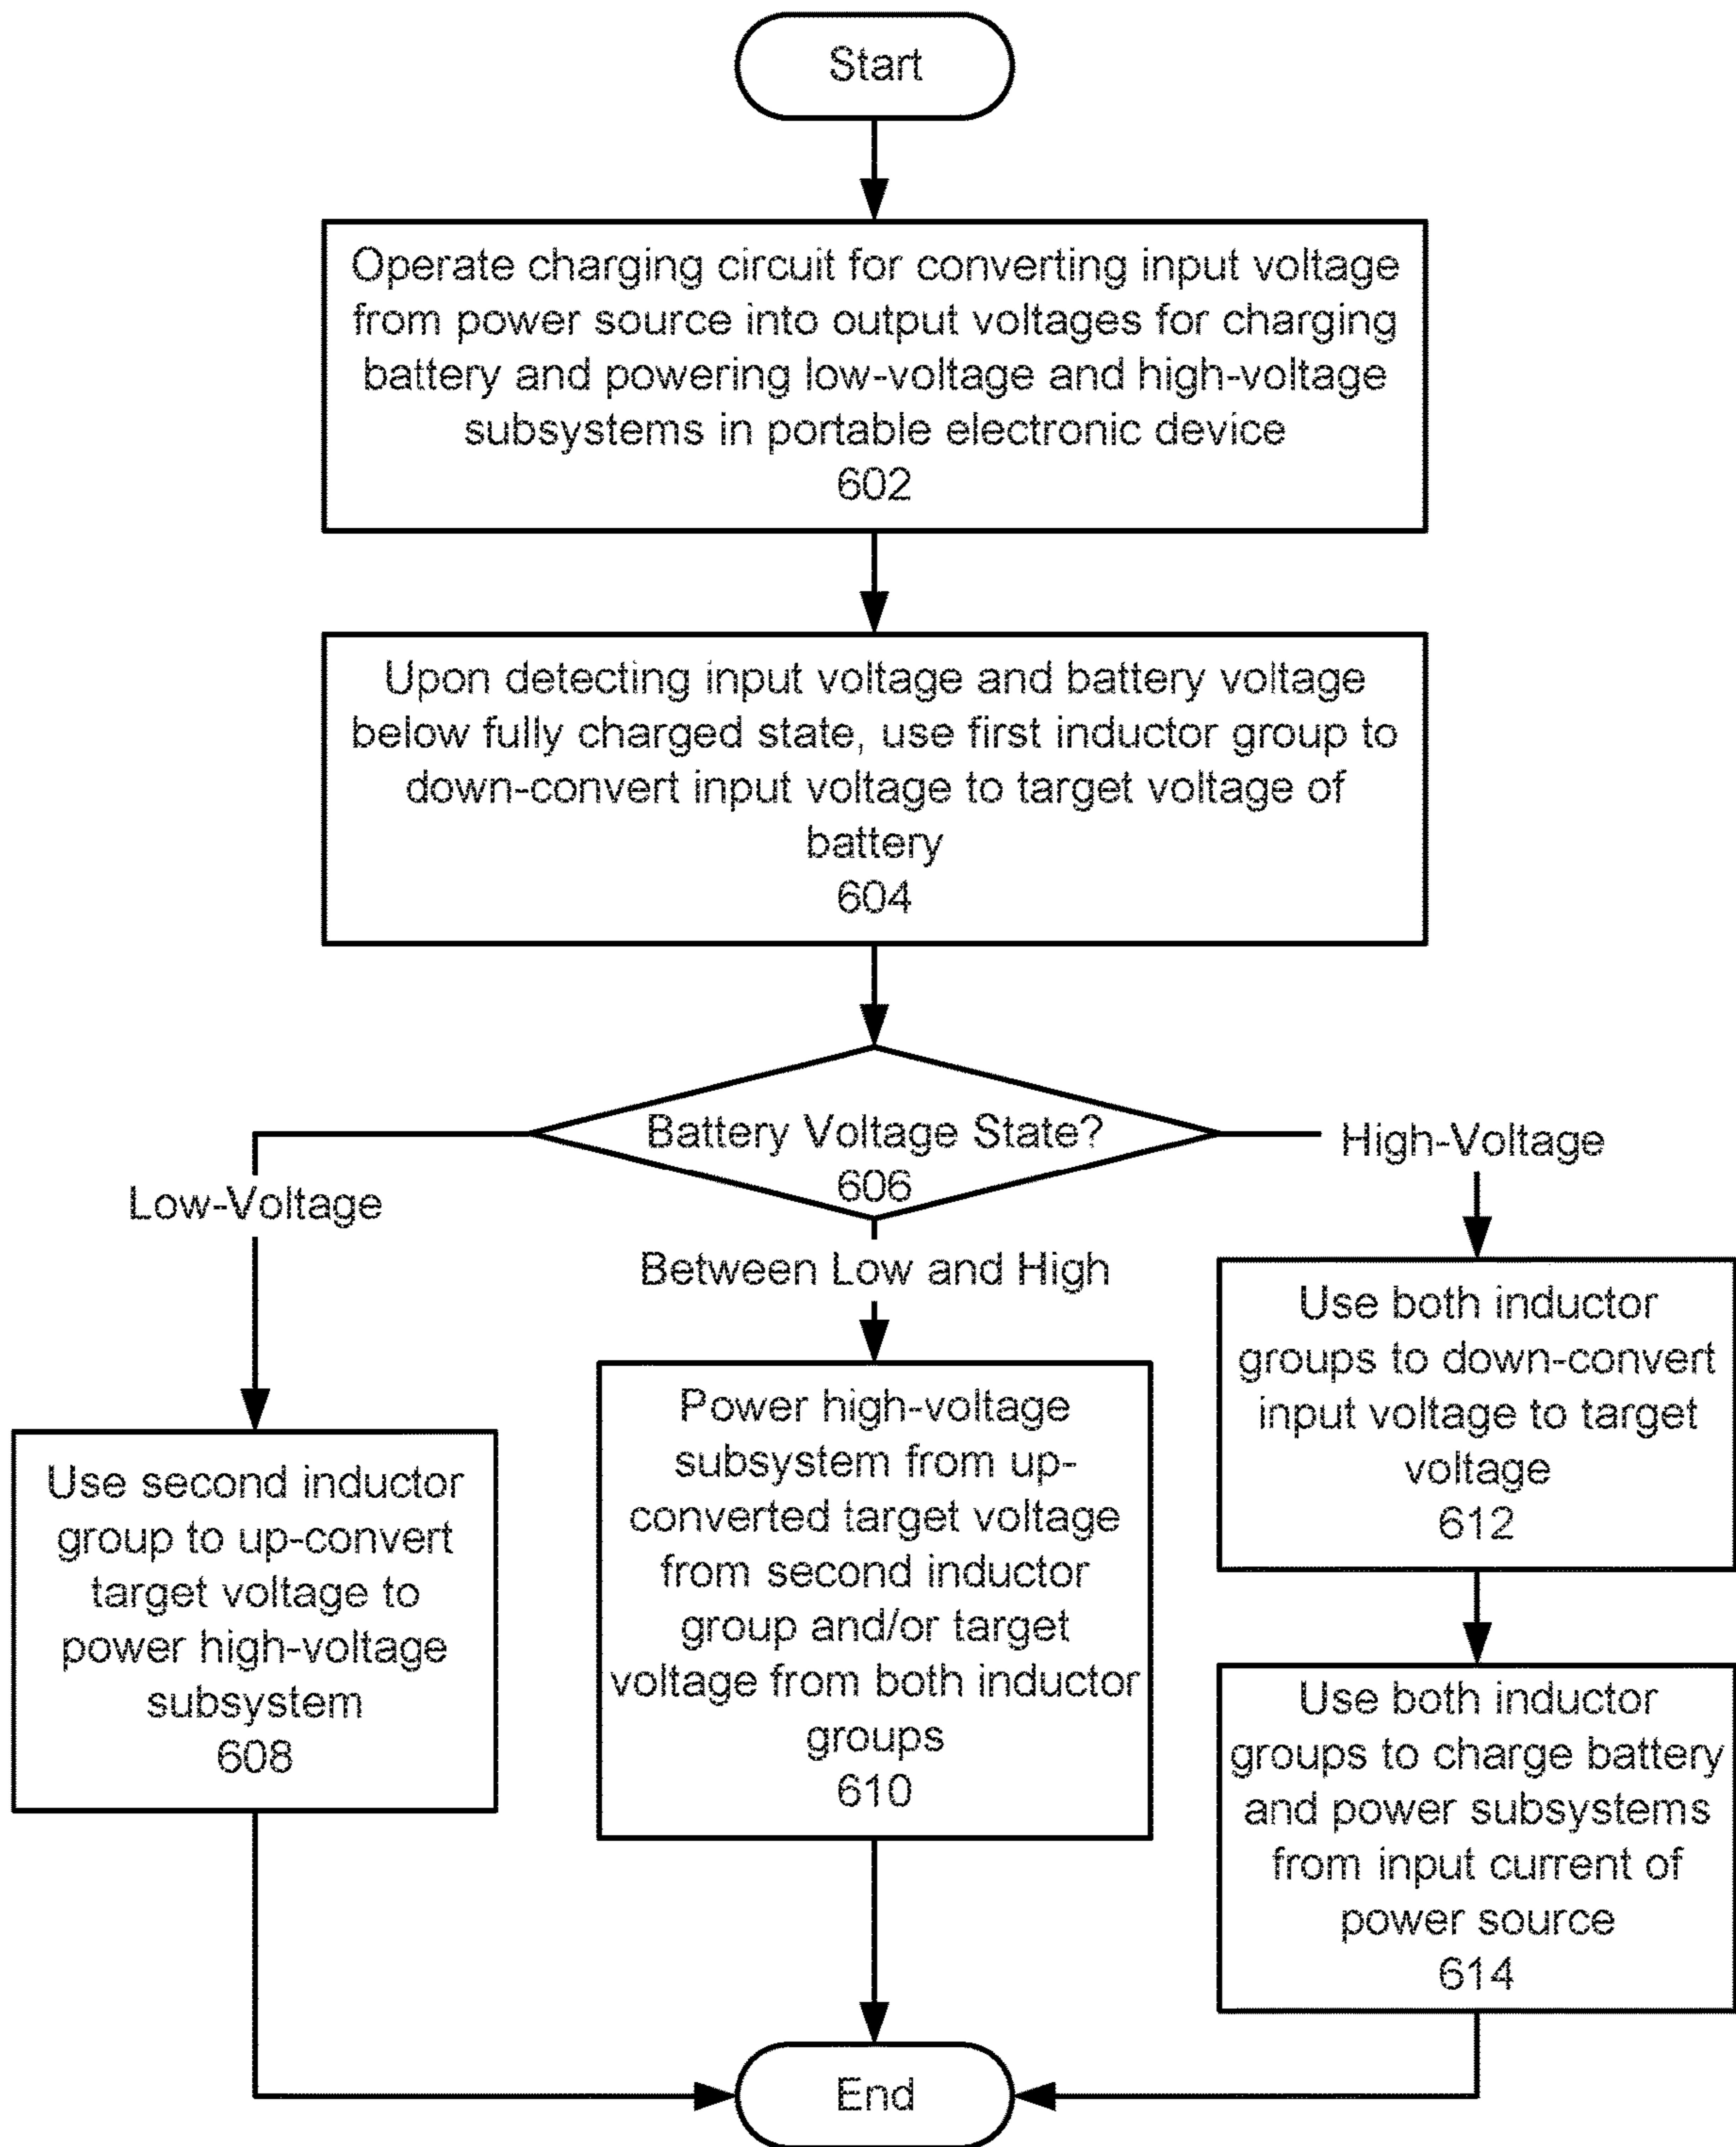 Start
Operate charging circuit for converting input voltage
from power source into output voltages for charging
battery and powering low-voltage and high-voltage
subsystems in portable electronic device
602
Upon detecting input voltage and battery voltage
below fully charged state, use first inductor group to
down-convert input voltage to target voltage of
battery
604
Battery Voltage State?
606
Low-Voltage
Between Low and High
High-Voltage
Use second inductor
group to up-convert
target voltage to
power high-voltage
subsystem
608
Power high-voltage
subsystem from up-
converted target voltage
from second inductor
group and/or target
voltage from both inductor
groups
610
Use both inductor
groups to down-convert
input voltage to target
voltage
612
Use both inductor
groups to charge battery
and power subsystems
from input current of
power source
614
End